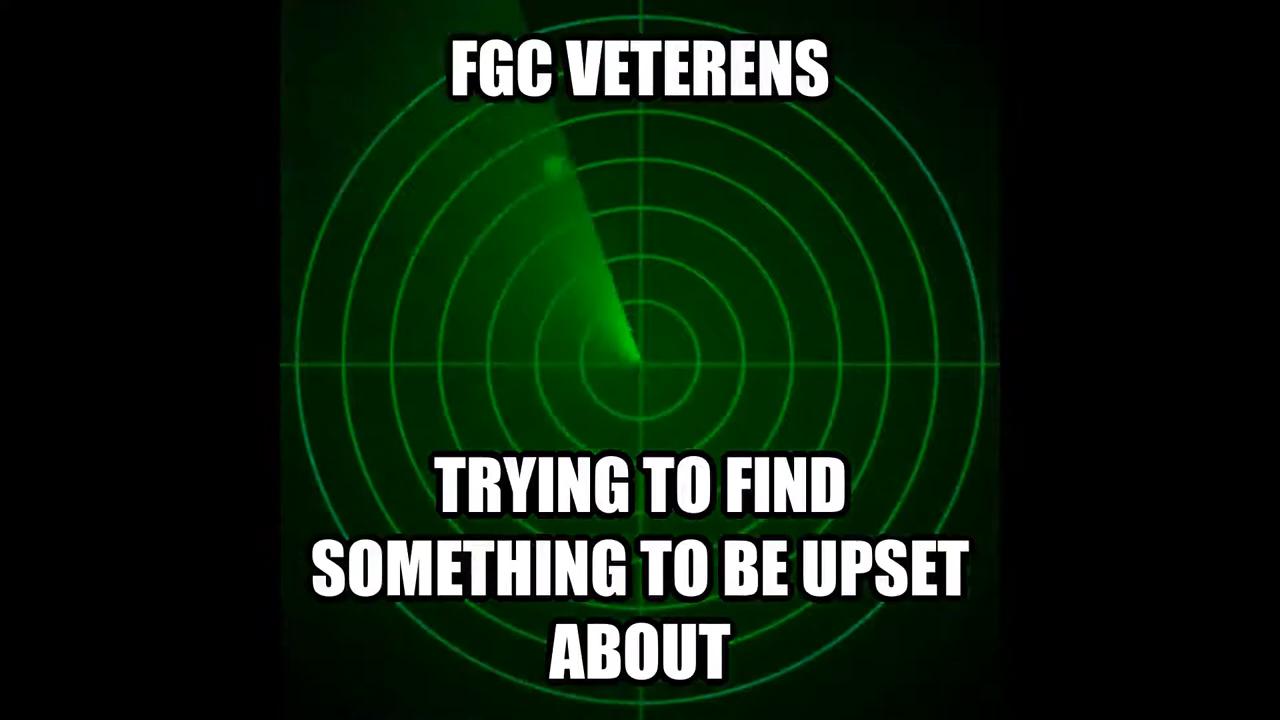 FGC VETERENS
TRYING TO FIND
SOMETHING TO BE UPSET
ABOUT